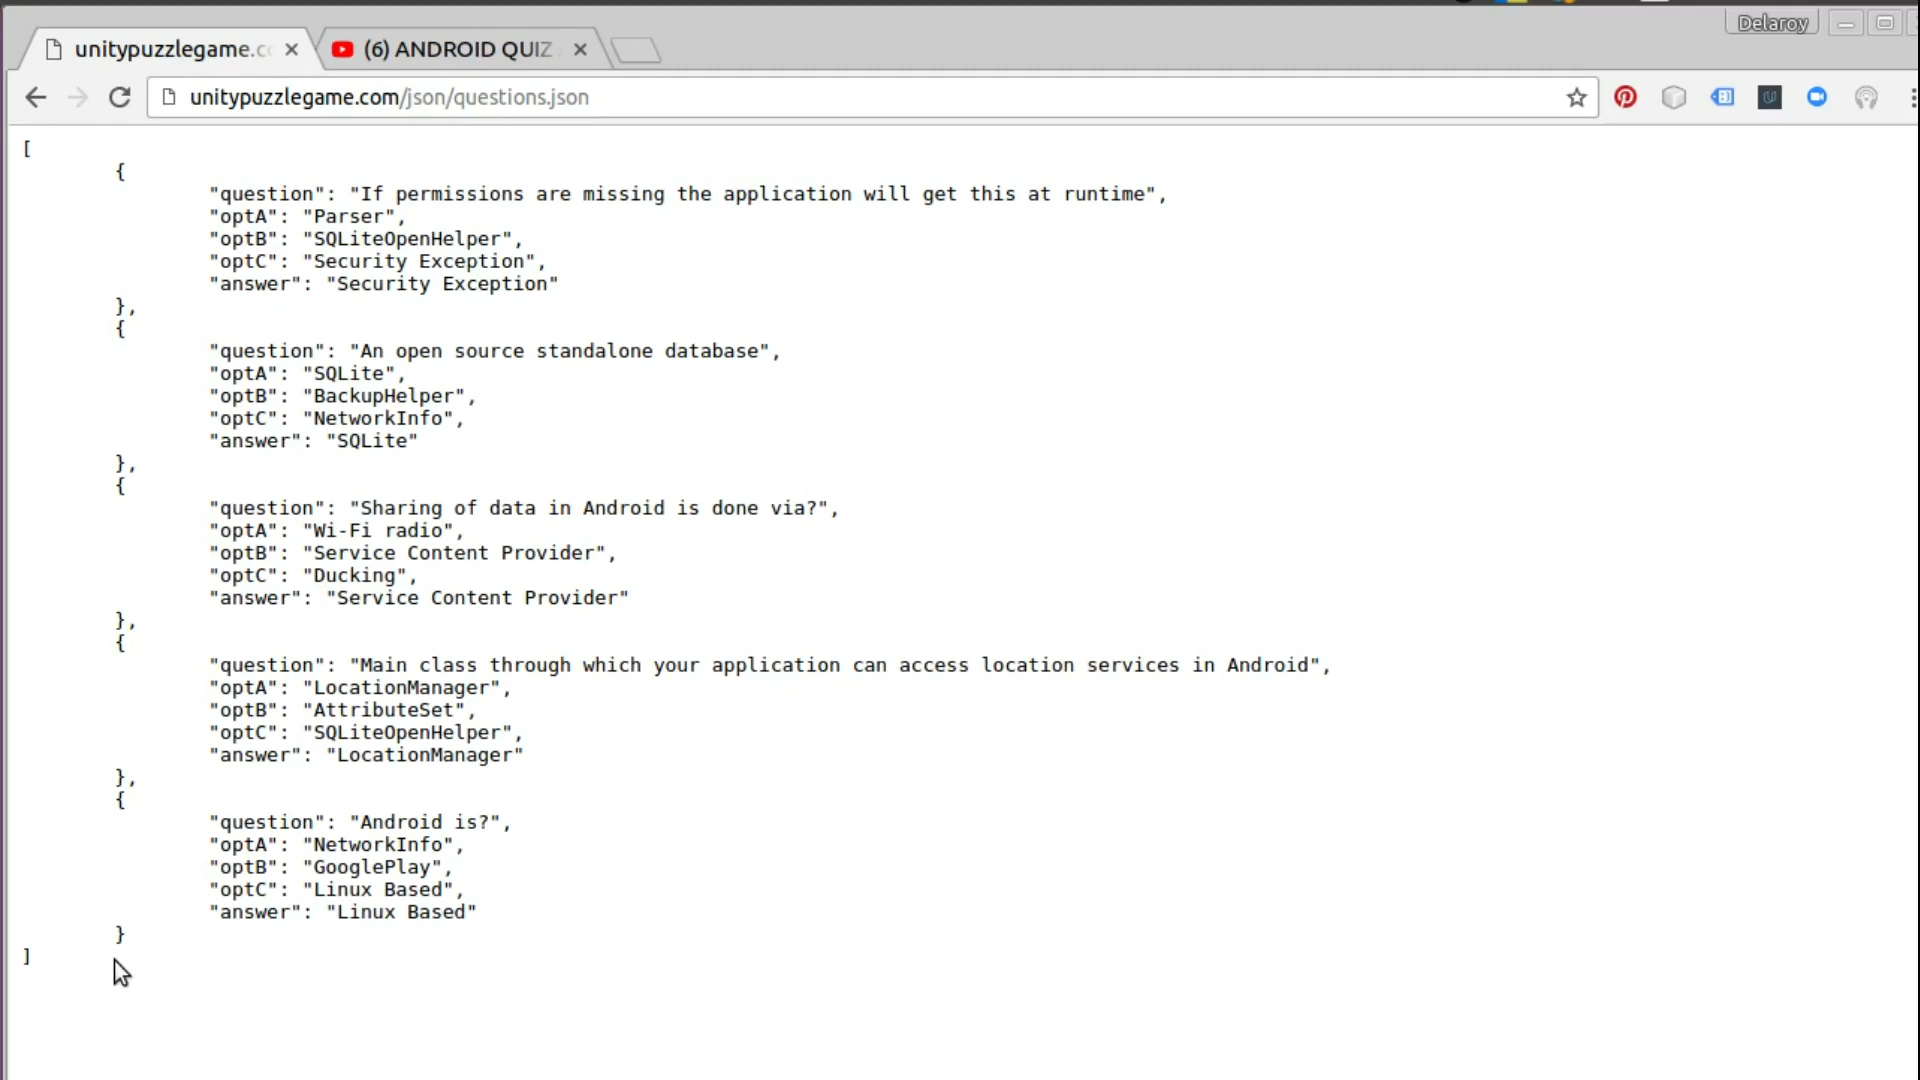 Delaroy
unitypuzzlegame.c
(6) ANDROID QUIZ
unitypuzzlegame.com/json/questions.json
[
{
"question": "If permissions are missing the application will get this at runtime",
"optA": "Parser",
"optB": "SQLiteOpenHelper",
"optC": "Security Exception",
"answer": "Security Exception"
},
{
"question": "An open source standalone database",
"optA": "SQLite",
"optB": "BackupHelper",
"optC": "NetworkInfo",
"answer": "SQLite"
},
{
"question": "Sharing of data in Android is done via?",
"optA": "Wi-Fi radio",
"optB": "Service Content Provider",
"optC": "Ducking",
"answer": "Service Content Provider"
},
{
"question": "Main class through which your application can access location services in Android",
"optA": "LocationManager",
"optB": "AttributeSet",
"optC": "SQLiteOpenHelper",
"answer": "LocationManager"
},
{
"question": "Android is?",
"optA": "NetworkInfo",
"optB": "GooglePlay",
"optC": "Linux Based",
"answer": "Linux Based"
}
]